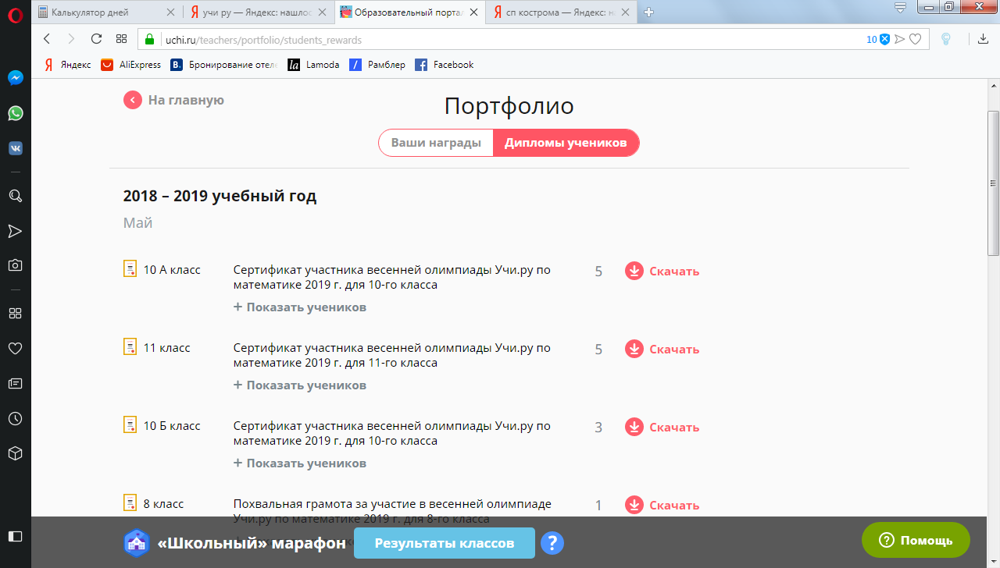 Калькулятор дней
учи ру — Яндекс: нашлос
Образовательный портал
сп кострома — Яндекс: н
uchi.ru/teachers/portfolio/students_rewards
10
Яндекс
AliExpress
Бронирование отеле
Lamoda
Рамблер
Facebook
На главную
Портфолио
Ваши награды
Дипломы учеников
2018 – 2019 учебный год
Май
10 А класс
Сертификат участника весенней олимпиады Учи.ру по
математике 2019 г. для 10-го класса
5
Скачать
+ Показать учеников
11 класс
Сертификат участника весенней олимпиады Учи.ру по
математике 2019 г. для 11-го класса
5
Скачать
+ Показать учеников
10 Б класс
Сертификат участника весенней олимпиады Учи.ру по
математике 2019 г. для 10-го класса
3
Скачать
+ Показать учеников
8 класс
Похвальная грамота за участие в весенней олимпиаде
Учи.ру по математике 2019 г. для 8-го класса
1
Скачать
«Школьный» марафон
Результаты классов
?
Помощь